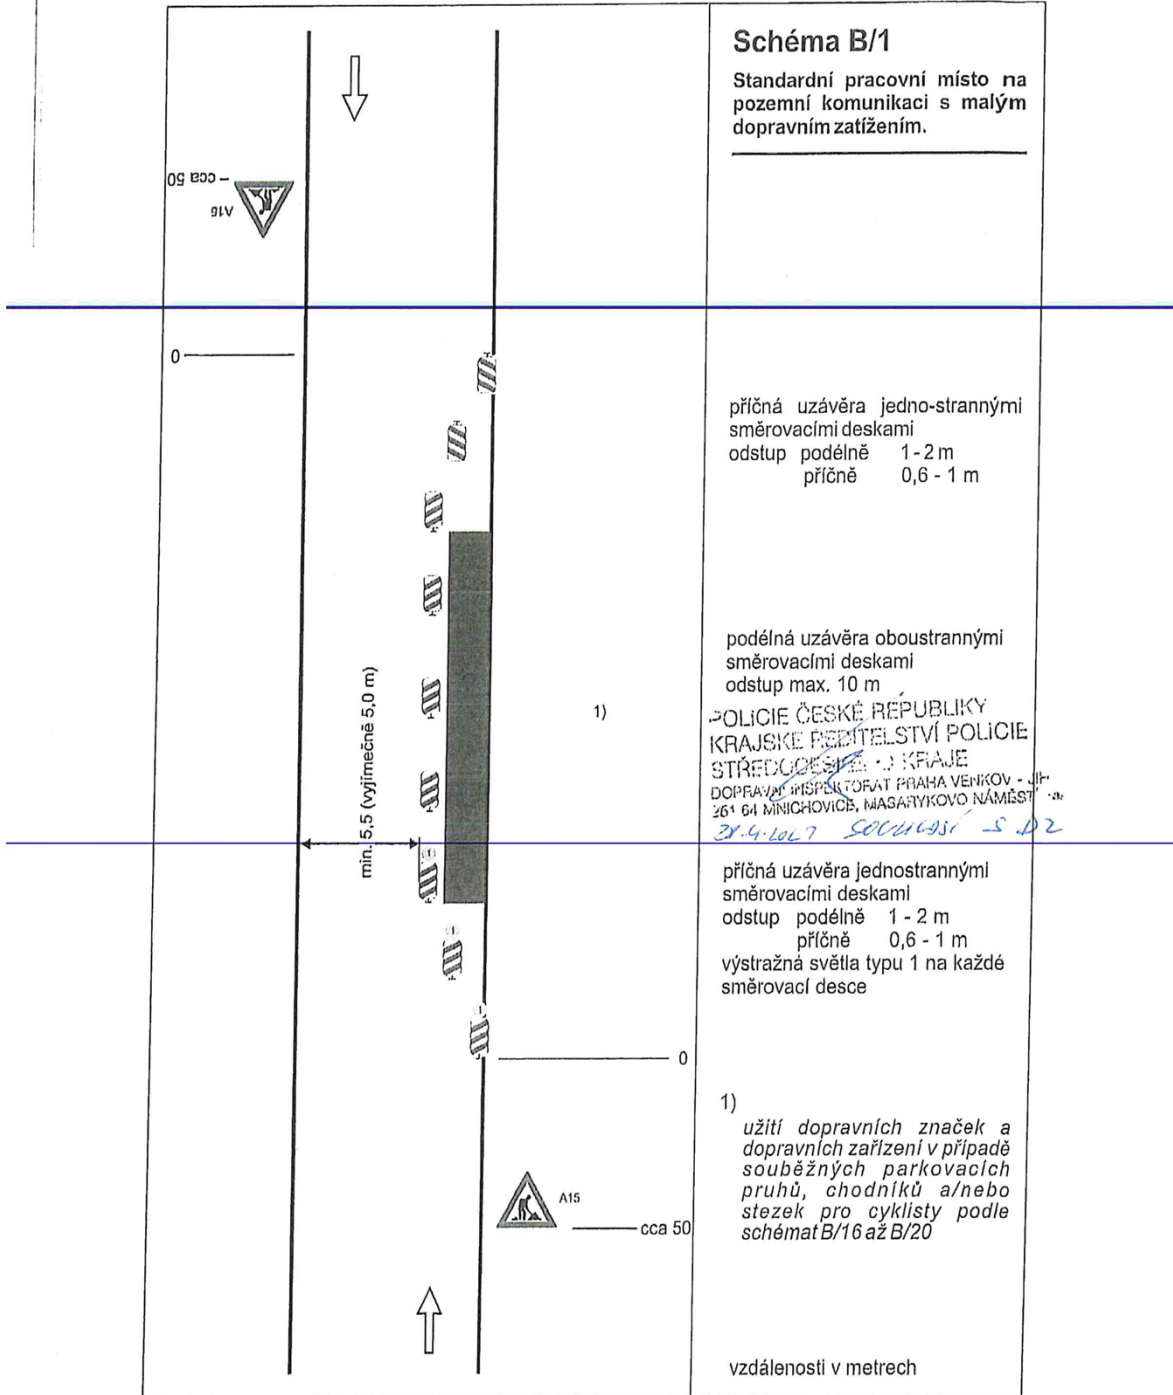 Schéma B/1
Standardní pracovní místo na
pozemní komunikaci s malým
dopravním zatížením.
cca 50
A15
0
příčná uzávěra jedno-strannými
směrovacími deskami
odstup podélně 1-2 m
příčně 0,6 - 1 m
podélná uzávěra oboustrannými
směrovacími deskami
odstup max. 10 m
1)
min. 5,5 (vyjímečně 5,0 m)
POLICIE ČESKÉ REPUBLIKY
KRAJSKÉ ŘEDITELSTVÍ POLICIE
KRAJE
DOPRAVNÍ INSPEKTORÁT PRAHA VENKOV -
251 64 MNICHOVICE, MASARYKOVO NÁMĚSTÍ
S DZ
příčná uzávěra jednostrannými
směrovacími deskami
odstup podélně 1 - 2 m
příčně 0,6 - 1 m
výstražná světla typu 1 na každé
směrovací desce
0
1)
užití dopravních značek a
dopravních zařízení v případě
souběžných parkovacích
pruhů, chodníků a/nebo
stezek pro cyklisty podle
schémat B/16 až B/20
A15
cca 50
vzdálenosti v metrech